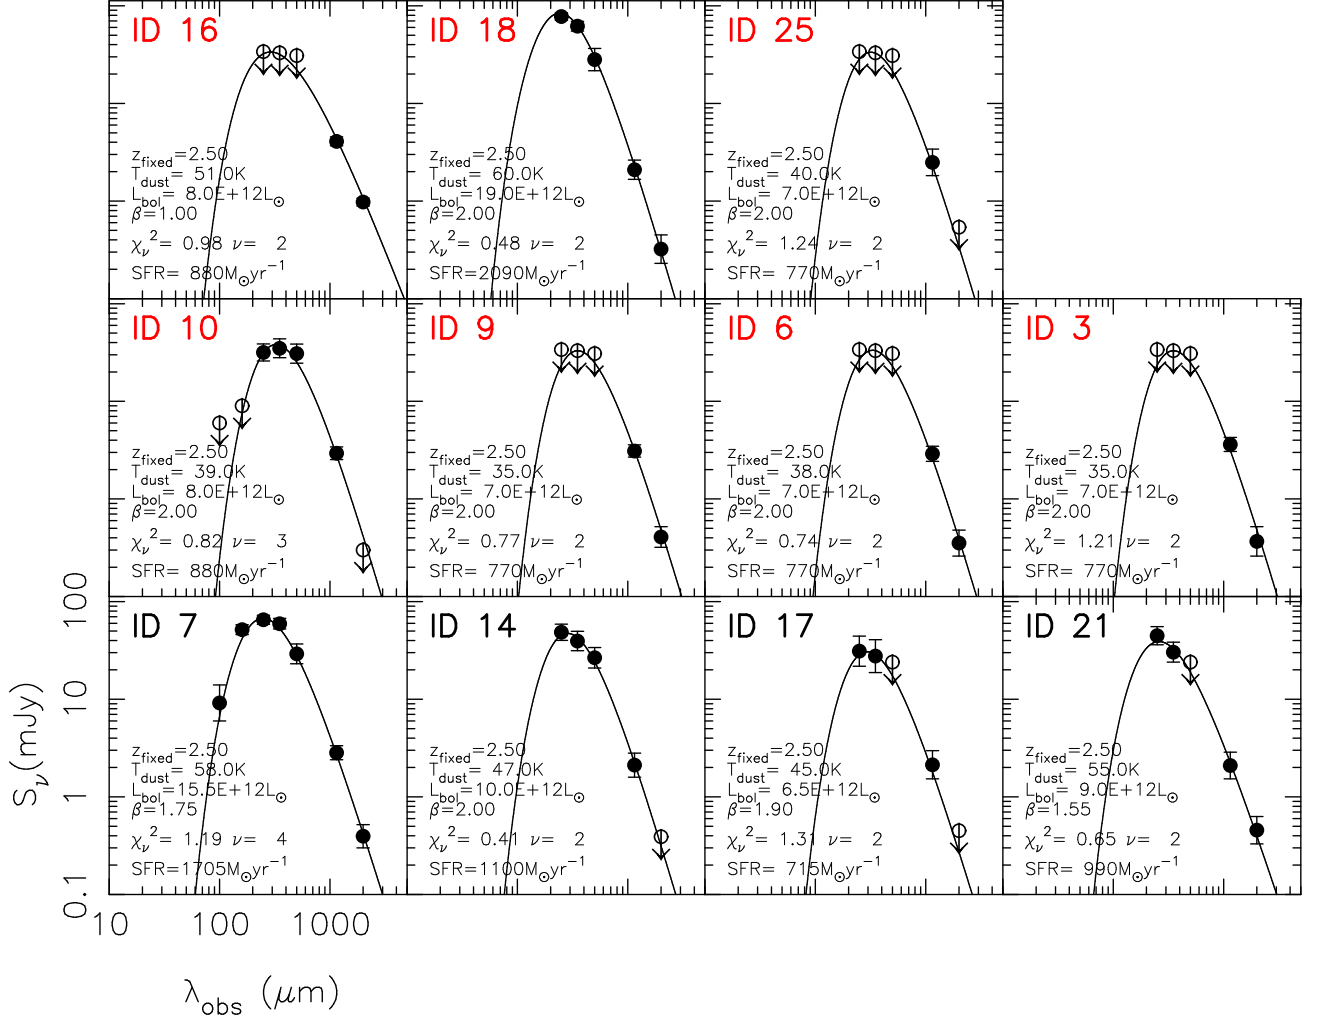 ID 16
z_fixed=2.50
T_dust= 51.0K
L_bol= 8.0E+12L⊙
β=1.00
χ_ν^2= 0.98 ν= 2
SFR= 880M⊙yr^−1
ID 18
z_fixed=2.50
T_dust= 60.0K
L_bol=19.0E+12L⊙
β=2.00
χ_ν^2= 0.48 ν= 2
SFR=2090M⊙yr^−1
ID 25
z_fixed=2.50
T_dust= 40.0K
L_bol= 7.0E+12L⊙
β=2.00
χ_ν^2= 1.24 ν= 2
SFR= 770M⊙yr^−1
ID 10
z_fixed=2.50
T_dust= 39.0K
L_bol= 8.0E+12L⊙
β=2.00
χ_ν^2= 0.82 ν= 3
SFR= 880M⊙yr^−1
ID 9
z_fixed=2.50
T_dust= 35.0K
L_bol= 7.0E+12L⊙
β=2.00
χ_ν^2= 0.77 ν= 2
SFR= 770M⊙yr^−1
ID 6
z_fixed=2.50
T_dust= 38.0K
L_bol= 7.0E+12L⊙
β=2.00
χ_ν^2= 0.74 ν= 2
SFR= 770M⊙yr^−1
ID 3
z_fixed=2.50
T_dust= 35.0K
L_bol= 7.0E+12L⊙
β=2.00
χ_ν^2= 1.21 ν= 2
SFR= 770M⊙yr^−1
ID 7
z_fixed=2.50
T_dust= 58.0K
L_bol=15.5E+12L⊙
β=1.75
χ_ν^2= 1.19 ν= 4
SFR=1705M⊙yr^−1
ID 14
z_fixed=2.50
T_dust= 47.0K
L_bol=10.0E+12L⊙
β=2.00
χ_ν^2= 0.41 ν= 2
SFR=1100M⊙yr^−1
ID 17
z_fixed=2.50
T_dust= 45.0K
L_bol= 6.5E+12L⊙
β=1.90
χ_ν^2= 1.31 ν= 2
SFR= 715M⊙yr^−1
ID 21
z_fixed=2.50
T_dust= 55.0K
L_bol= 9.0E+12L⊙
β=1.55
χ_ν^2= 0.65 ν= 2
SFR= 990M⊙yr^−1
100
10
1
0.1
S_ν(mJy)
10 100 1000
λ_obs (μm)